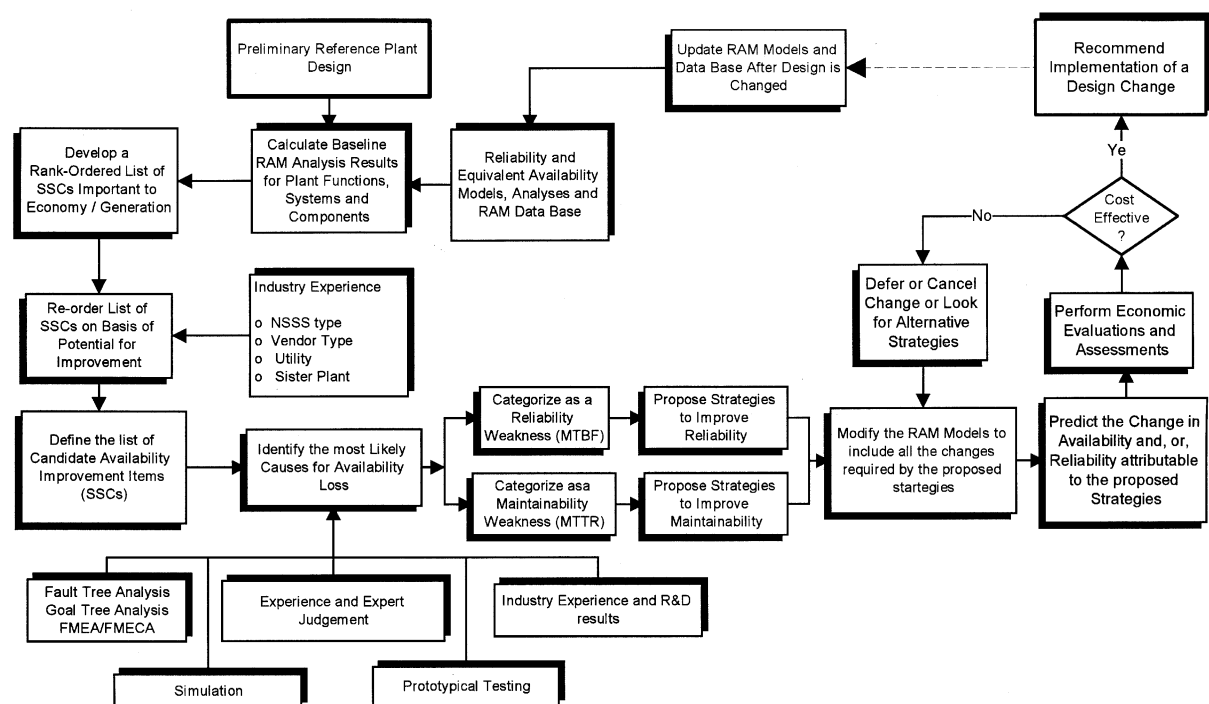 Preliminary Reference Plant
Design
Update RAM Models and
Data Base After Design is
Changed
Recommend
Implementation of a
Design Change
Develop a
Rank-Ordered List of
SSCs Important to
Economy / Generation
Calculate Baseline
RAM Analysis Results
for Plant Functions,
Systems and
Components
Reliability and
Equivalent Availability
Models, Analyses and
RAM Data Base
Ye
Cost
Effective
?
No
Re-order List of
SSCs on Basis of
Potential for
Improvement
Industry Experience
o NSSS type
o Vendor Type
o Utility
o Sister Plant
Defer or Cancel
Change or Look
for Alternative
Strategies
Perform Economic
Evaluations and
Assessments
Define the list of
Candidate Availability
Improvement Items
(SSCs)
Identify the most Likely
Causes for Availability
Loss
Categorize as a
Reliability
Weakness (MTBF)
Propose Strategies
to Improve
Reliability
Categorize asa
Maintainability
Weakness (MTTR)
Propose Strategies
to Improve
Maintainability
Modify the RAM Models to
include all the changes
required by the proposed
startegies
Predict the Change in
Availability and, or,
Reliability attributable
to the proposed
Strategies
Fault Tree Analysis
Goal Tree Analysis
FMEA/FMECA
Experience and Expert
Judgement
Industry Experience and R&D
results
Simulation
Prototypical Testing